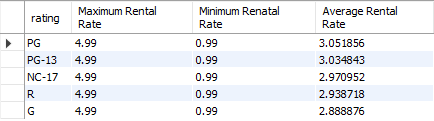 rating Maximum Rental Rate Minimum Renatal Rate Average Rental Rate
PG 4.99 0.99 3.051856
PG-13 4.99 0.99 3.034843
NC-17 4.99 0.99 2.970952
R 4.99 0.99 2.938718
G 4.99 0.99 2.888876